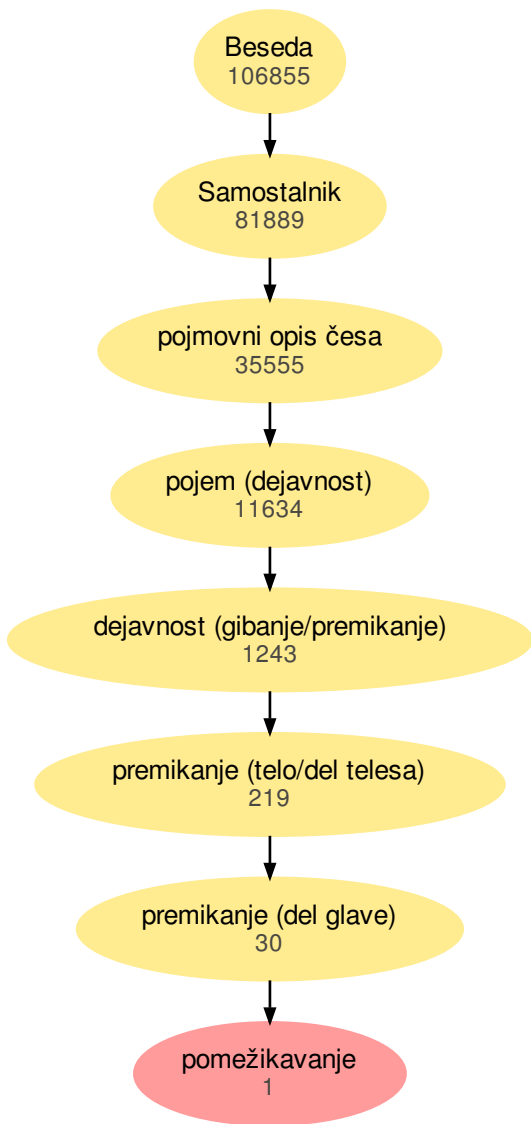 Beseda
106855
Samostalnik
81889
pojmovni opis česa
35555
pojem (dejavnost)
11634
dejavnost (gibanje/premikanje)
1243
premikanje (telo/del telesa)
219
premikanje (del glave)
30
pomežikavanje
1